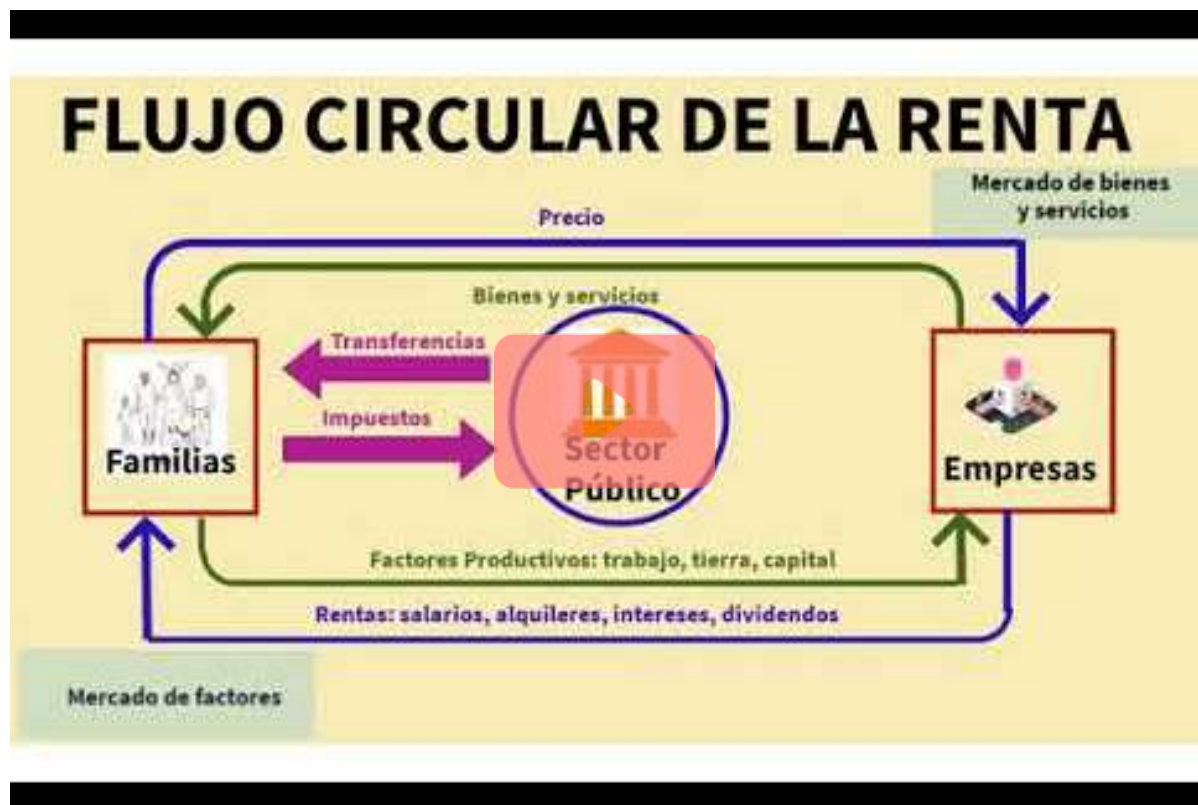 FLUJO CIRCULAR DE LA RENTA
Mercado de bienes
y servicios
Precio
Bienes y servicios
Transferencias
Impuestos
Familias
Sector
Público
Empresas
Factores Productivos: trabajo, tierra, capital
Rentas: salarios, alquileres, intereses, dividendos
Mercado de factores